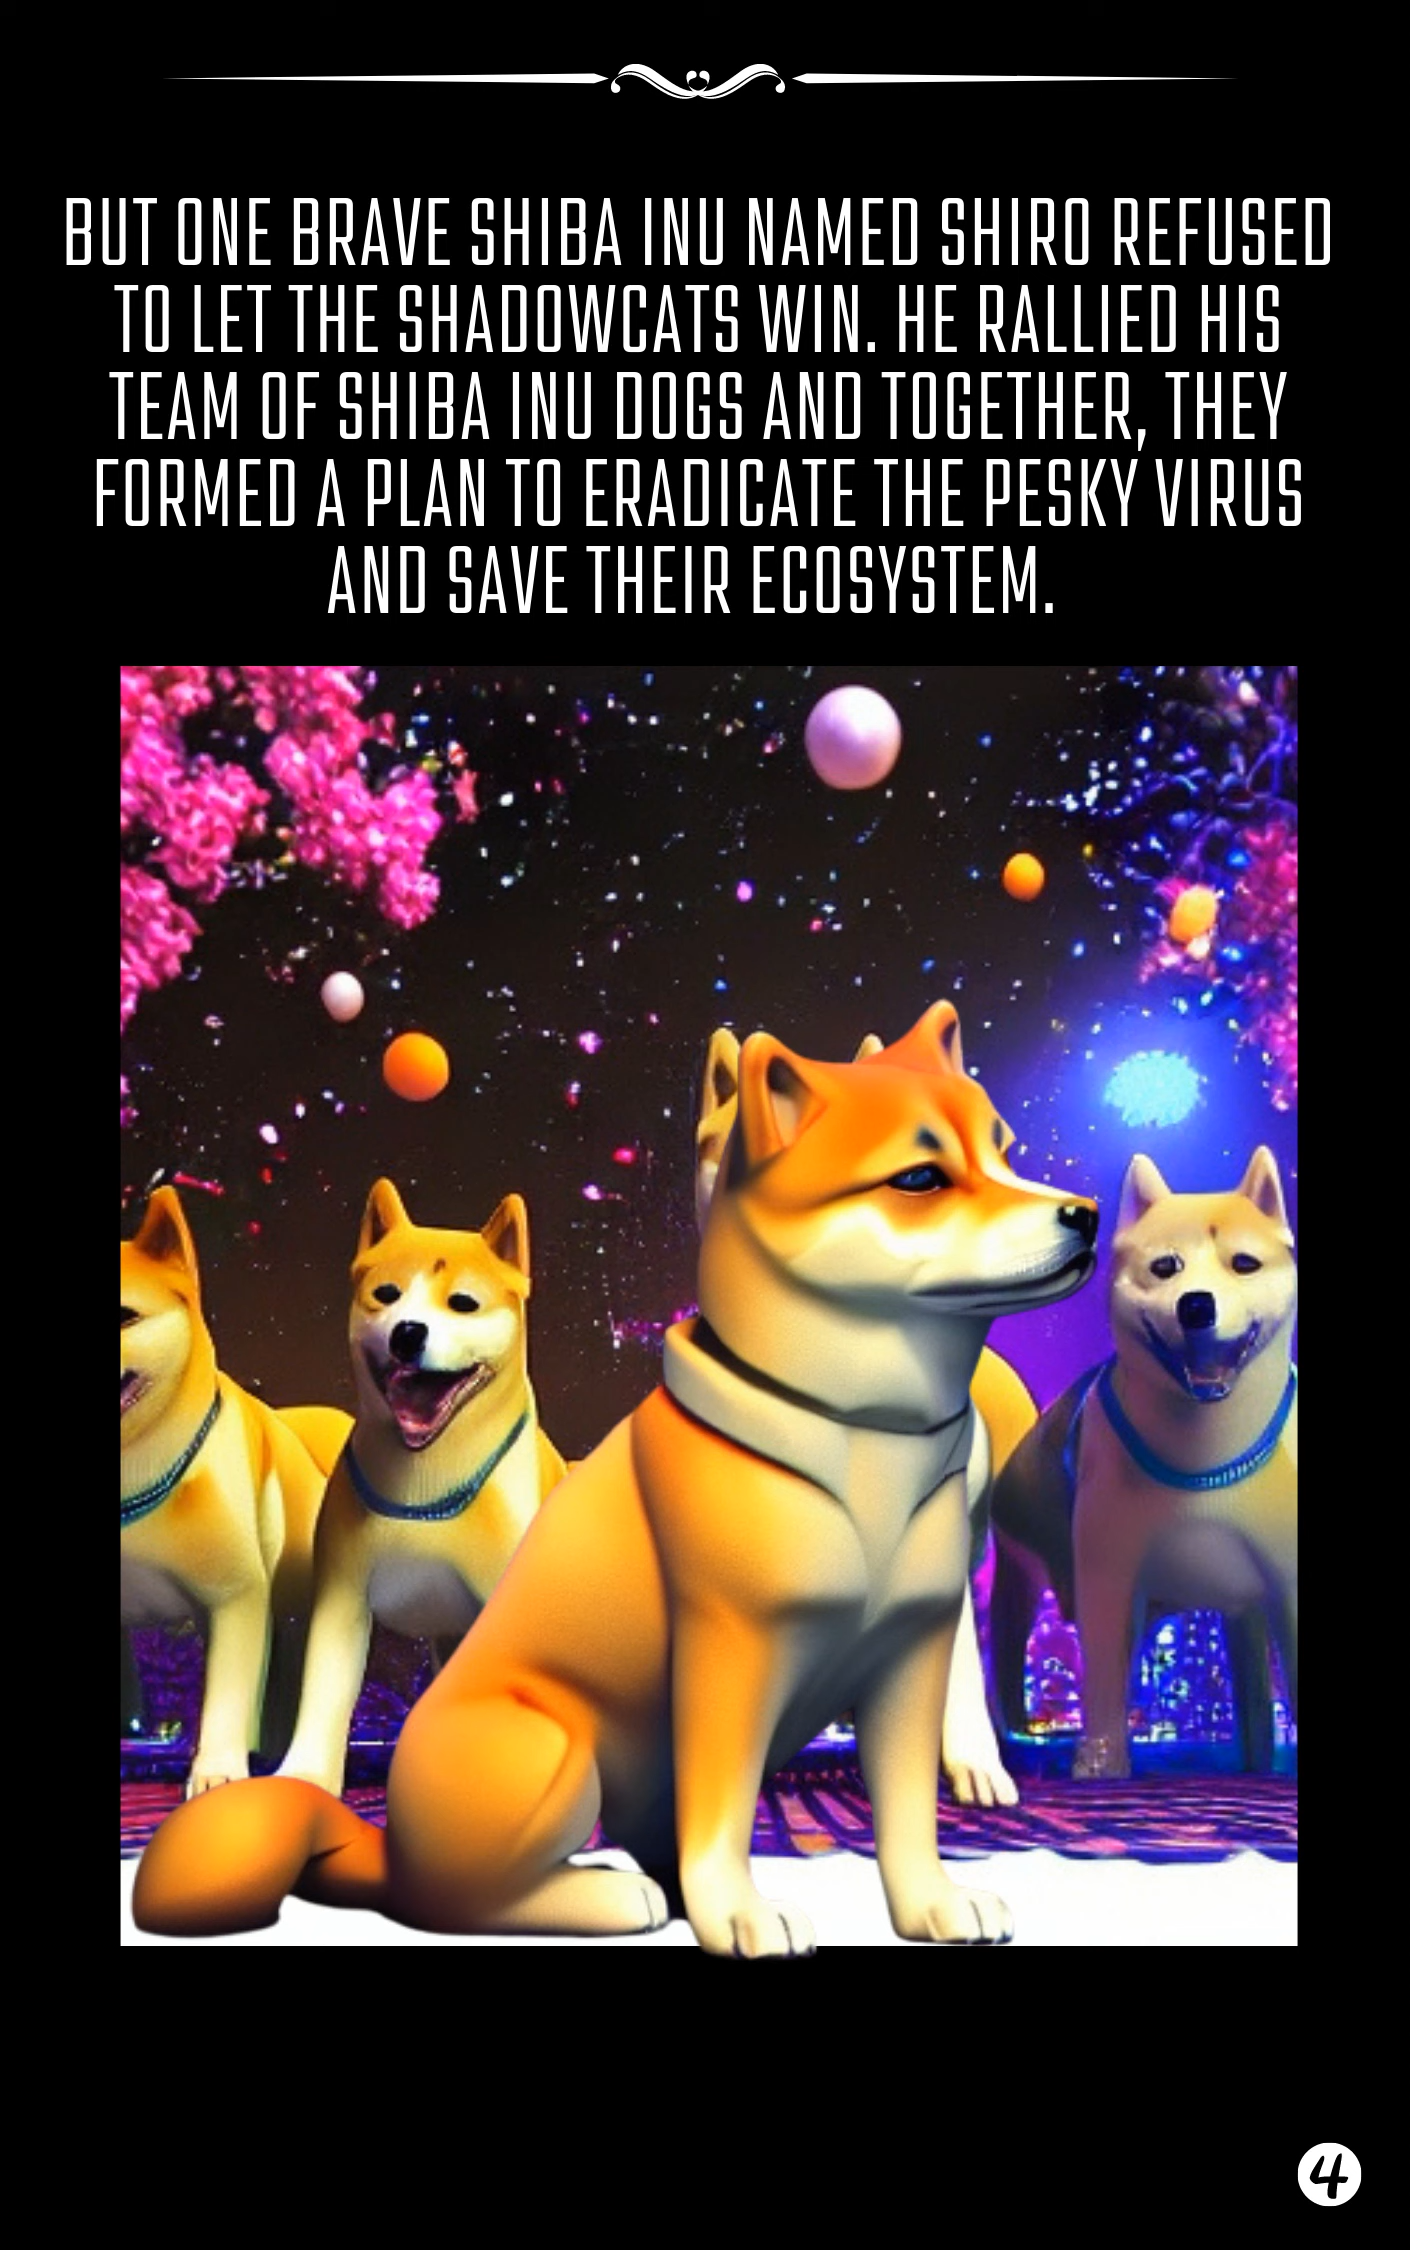 BUT ONE BRAVE SHIBA INU NAMED SHIRO REFUSED
TO LET THE SHADOWCATS WIN. HE RALLIED HIS
TEAM OF SHIBA INU DOGS AND TOGETHER, THEY
FORMED A PLAN TO ERADICATE THE PESKY VIRUS
AND SAVE THEIR ECOSYSTEM.
4